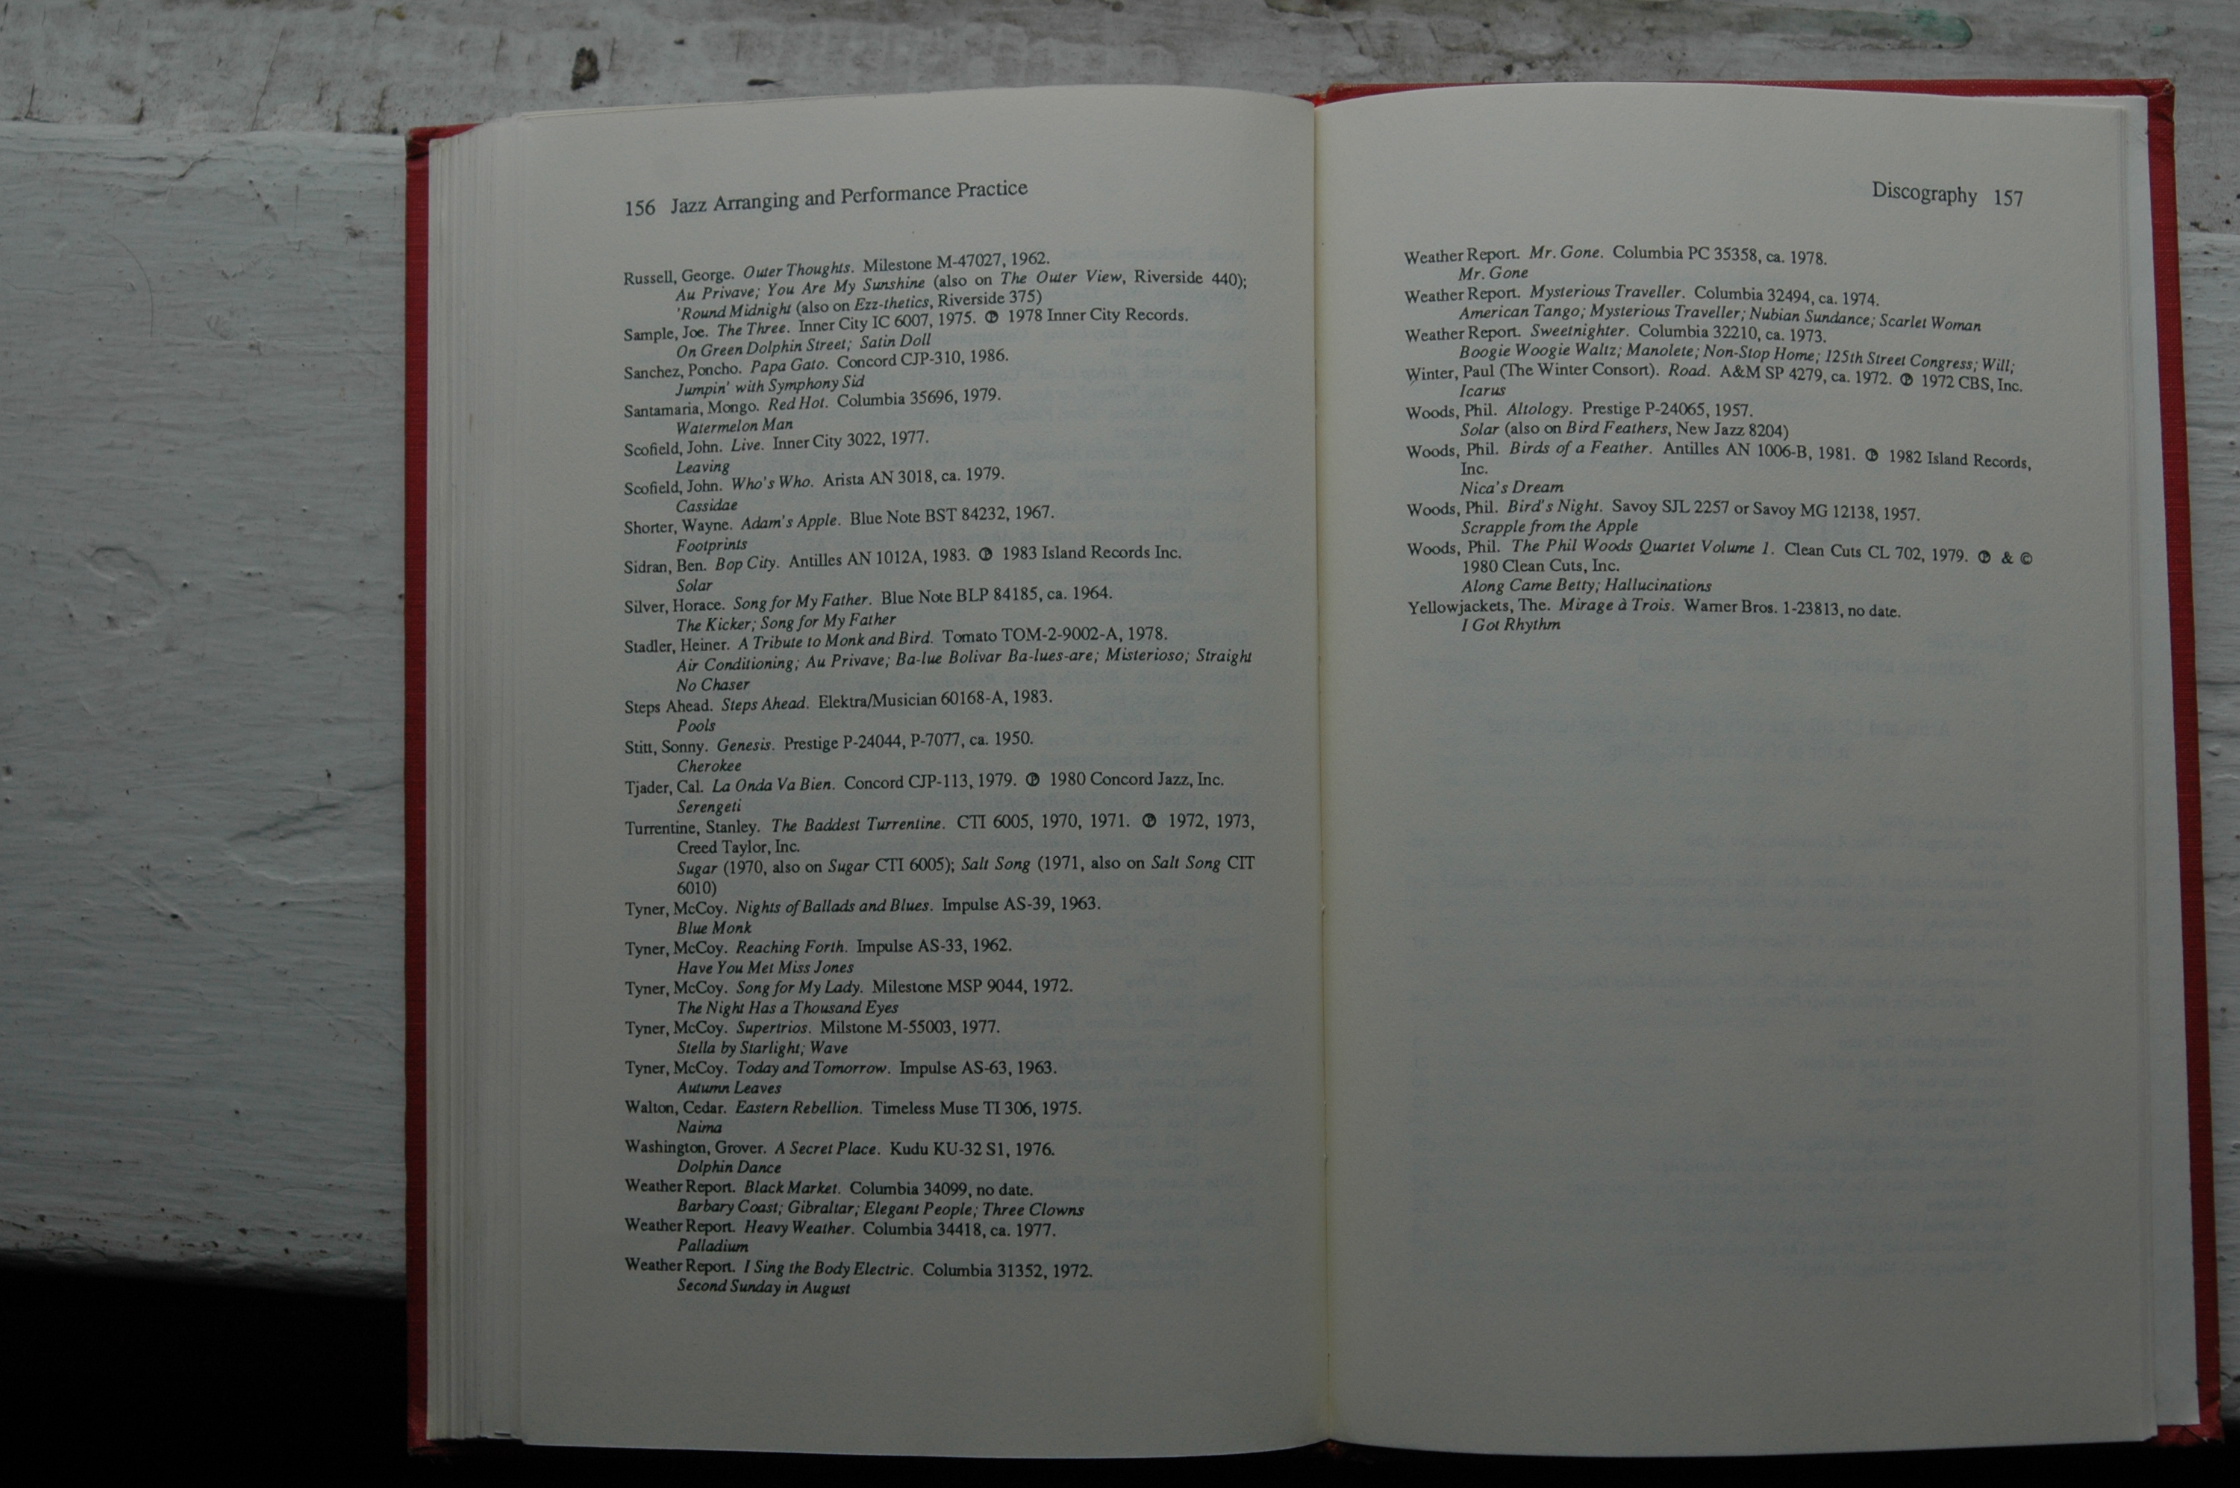 156 Jazz Arranging and Performance Practice
Russell, George. Outer Thoughts. Milestone M-47027, 1962.
Au Privave; You Are My Sunshine (also on The Outer View, Riverside 440);
'Round Midnight (also on Ezz-thetics, Riverside 375)
Sample, Joe. The Three. Inner City IC 6007, 1975. ℗ 1978 Inner City Records.
On Green Dolphin Street; Satin Doll
Sanchez, Poncho. Papa Gato. Concord CJP-310, 1986.
Jumpin' with Symphony Sid
Santamaria, Mongo. Red Hot. Columbia 35696, 1979.
Watermelon Man
Scofield, John. Live. Inner City 3022, 1977.
Leaving
Scofield, John. Who's Who. Arista AN 3018, ca. 1979.
Cassidae
Shorter, Wayne. Adam's Apple. Blue Note BST 84232, 1967.
Footprints
Sidran, Ben. Bop City. Antilles AN 1012A, 1983. ℗ 1983 Island Records Inc.
Solar
Silver, Horace. Song for My Father. Blue Note BLP 84185, ca. 1964.
The Kicker; Song for My Father
Stadler, Heiner. A Tribute to Monk and Bird. Tomato TOM-2-9002-A, 1978.
Air Conditioning; Au Privave; Ba-lue Bolivar Ba-lues-are; Misterioso; Straight
No Chaser
Steps Ahead. Steps Ahead. Elektra/Musician 60168-A, 1983.
Pools
Stitt, Sonny. Genesis. Prestige P-24044, P-7077, ca. 1950.
Cherokee
Tjader, Cal. La Onda Va Bien. Concord CJP-113, 1979. ℗ 1980 Concord Jazz, Inc.
Serengeti
Turrentine, Stanley. The Baddest Turrentine. CTI 6005, 1970, 1971. ℗ 1972, 1973,
Creed Taylor, Inc.
Sugar (1970, also on Sugar CTI 6005); Salt Song (1971, also on Salt Song CIT
6010)
Tyner, McCoy. Nights of Ballads and Blues. Impulse AS-39, 1963.
Blue Monk
Tyner, McCoy. Reaching Forth. Impulse AS-33, 1962.
Have You Met Miss Jones
Tyner, McCoy. Song for My Lady. Milestone MSP 9044, 1972.
The Night Has a Thousand Eyes
Tyner, McCoy. Supertrios. Milstone M-55003, 1977.
Stella by Starlight; Wave
Tyner, McCoy. Today and Tomorrow. Impulse AS-63, 1963.
Autumn Leaves
Walton, Cedar. Eastern Rebellion. Timeless Muse TI 306, 1975.
Naima
Washington, Grover. A Secret Place. Kudu KU-32 S1, 1976.
Dolphin Dance
Weather Report. Black Market. Columbia 34099, no date.
Barbary Coast; Gibraltar; Elegant People; Three Clowns
Weather Report. Heavy Weather. Columbia 34418, ca. 1977.
Palladium
Weather Report. I Sing the Body Electric. Columbia 31352, 1972.
Second Sunday in August
Discography 157
Weather Report. Mr. Gone. Columbia PC 35358, ca. 1978.
Mr. Gone
Weather Report. Mysterious Traveller. Columbia 32494, ca. 1974.
American Tango; Mysterious Traveller; Nubian Sundance; Scarlet Woman
Weather Report. Sweetnighter. Columbia 32210, ca. 1973.
Boogie Woogie Waltz; Manolete; Non-Stop Home; 125th Street Congress; Will;
Winter, Paul (The Winter Consort). Road. A&M SP 4279, ca. 1972. ℗ 1972 CBS, Inc.
Icarus
Woods, Phil. Altology. Prestige P-24065, 1957.
Solar (also on Bird Feathers, New Jazz 8204)
Woods, Phil. Birds of a Feather. Antilles AN 1006-B, 1981. ℗ 1982 Island Records,
Inc.
Nica's Dream
Woods, Phil. Bird's Night. Savoy SJL 2257 or Savoy MG 12138, 1957.
Scrapple from the Apple
Woods, Phil. The Phil Woods Quartet Volume 1. Clean Cuts CL 702, 1979. ℗ & ©
1980 Clean Cuts, Inc.
Along Came Betty; Hallucinations
Yellowjackets, The. Mirage à Trois. Warner Bros. 1-23813, no date.
I Got Rhythm